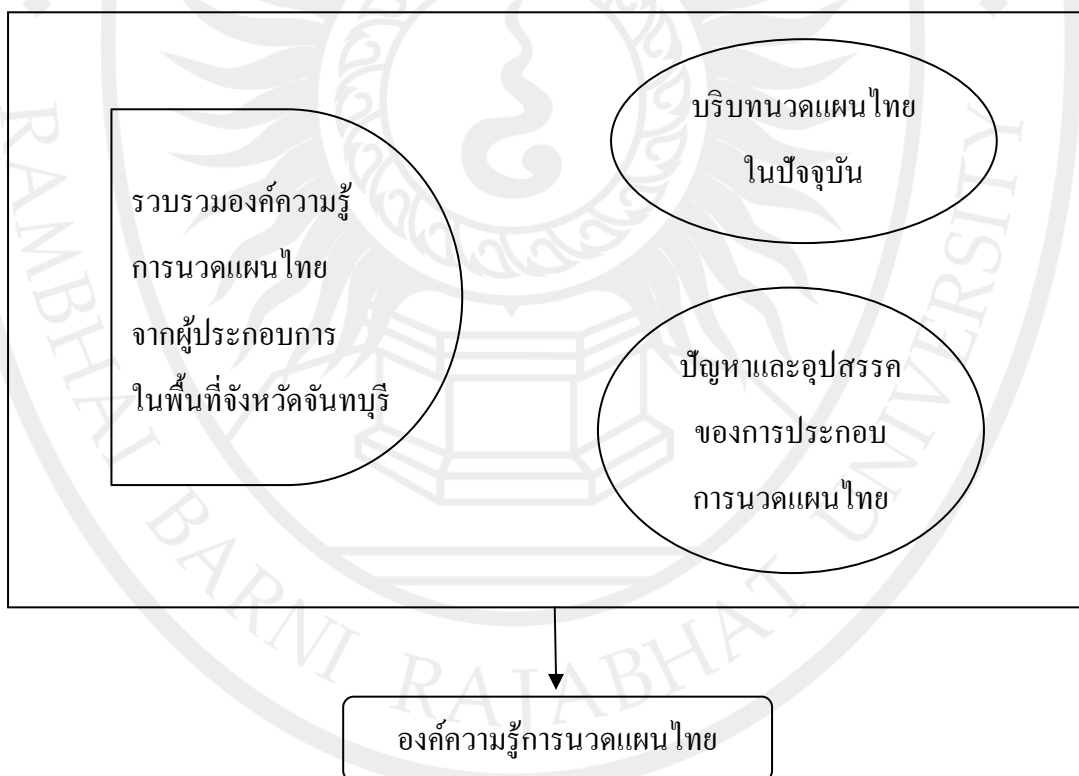 รวบรวมองค์ความรู้
การนวดแผนไทย
จากผู้ประกอบการ
ในพื้นที่จังหวัดจันทบุรี
บริบทนวดแผนไทย
ในปัจจุบัน
ปัญหาและอุปสรรค
ของการประกอบ
การนวดแผนไทย
องค์ความรู้การนวดแผนไทย
RAMBHAI BARNI RAJABHAT UNIVERSITY